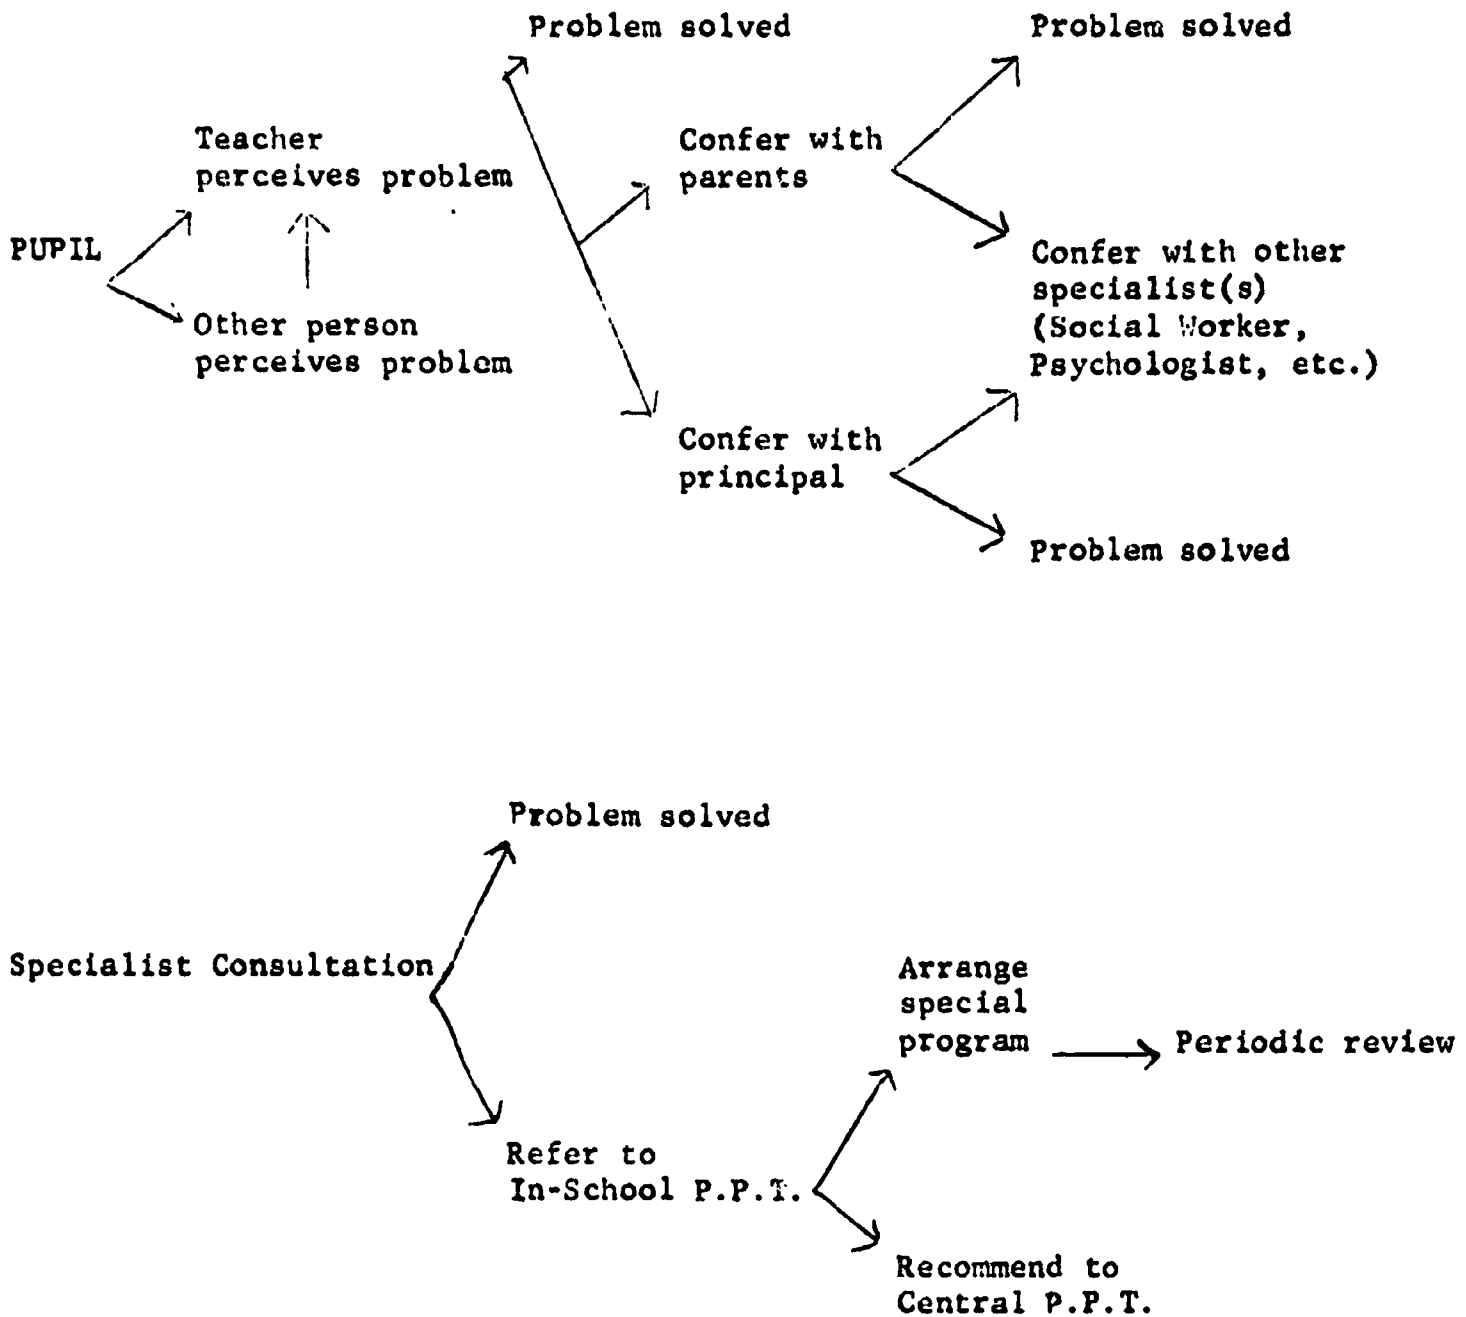 Problem solved
Problem solved
Teacher
perceives problem
Confer with
parents
PUPIL
Confer with other
specialist(s)
(Social Worker,
Psychologist, etc.)
Other person
perceives problem
Confer with
principal
Problem solved
Problem solved
Specialist Consultation
Arrange
special
program
Periodic review
Refer to
In-School P.P.T.
Recommend to
Central P.P.T.